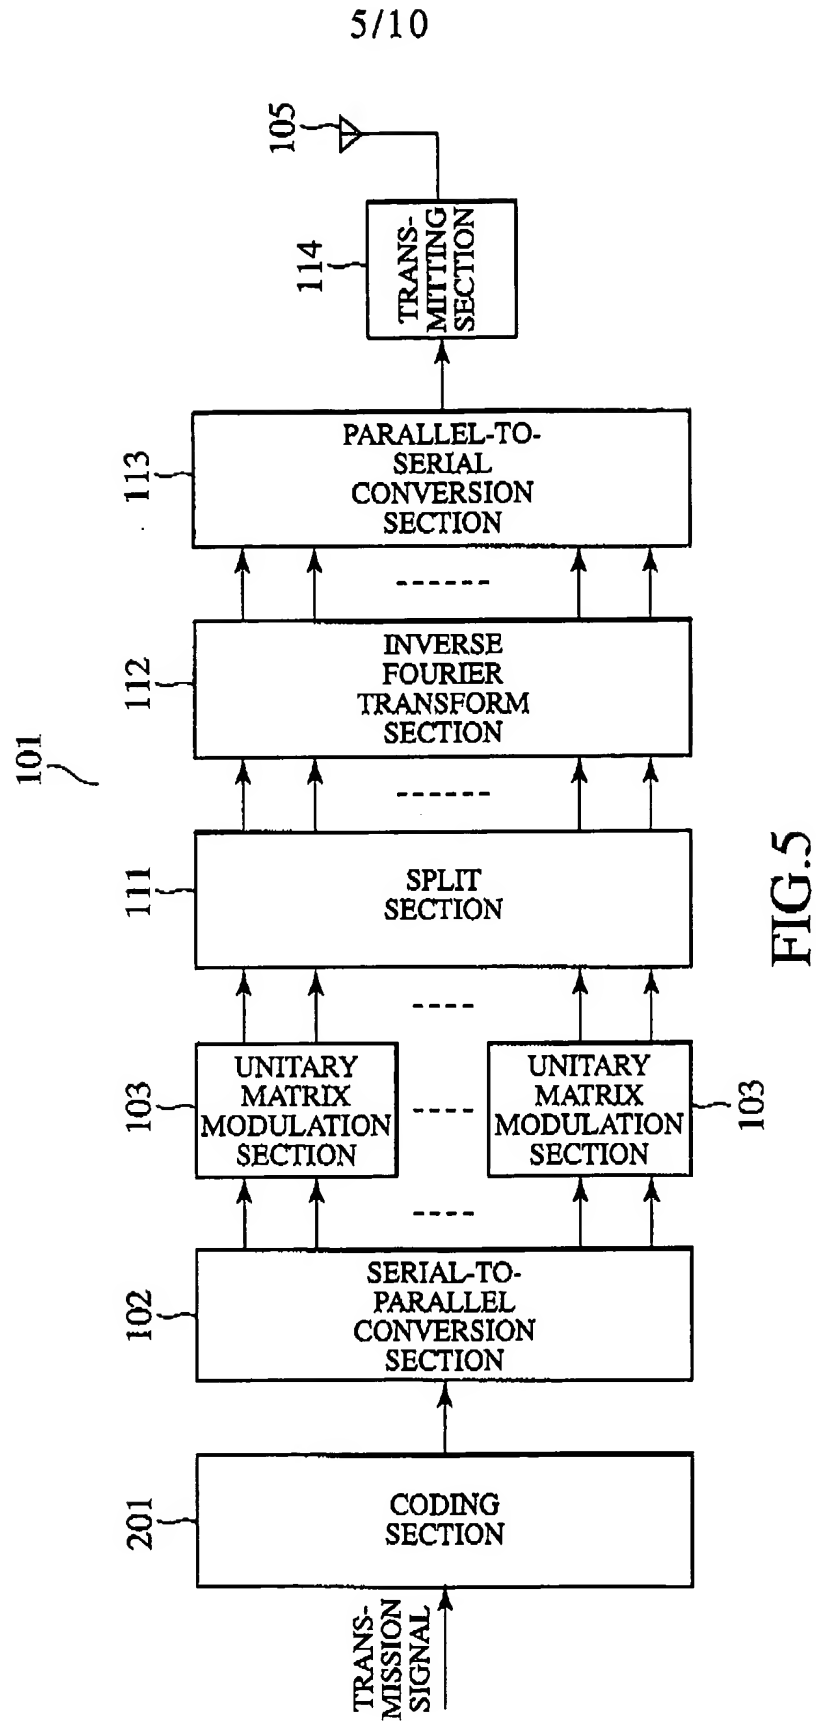 5/10
105
114
TRANS-
MITTING
SECTION
113
PARALLEL-TO-
SERIAL
CONVERSION
SECTION
112
INVERSE
FOURIER
TRANSFORM
SECTION
101
111
SPLIT
SECTION
FIG.5
103
UNITARY
MATRIX
MODULATION
SECTION
UNITARY
MATRIX
MODULATION
SECTION
103
102
SERIAL-TO-
PARALLEL
CONVERSION
SECTION
201
CODING
SECTION
TRANS-
MISSION
SIGNAL